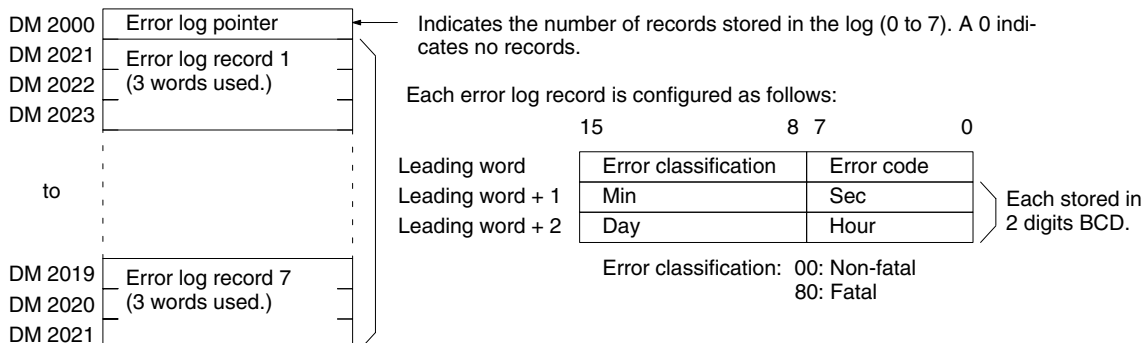 DM 2000 Error log pointer
Indicates the number of records stored in the log (0 to 7). A 0 indi-
cates no records.
DM 2021 Error log record 1
DM 2022 (3 words used.)
DM 2023
Each error log record is configured as follows:
15 8 7 0
Leading word Error classification Error code
Leading word + 1 Min Sec
Leading word + 2 Day Hour
Each stored in
2 digits BCD.
to
Error classification: 00: Non-fatal
80: Fatal
DM 2019 Error log record 7
DM 2020 (3 words used.)
DM 2021